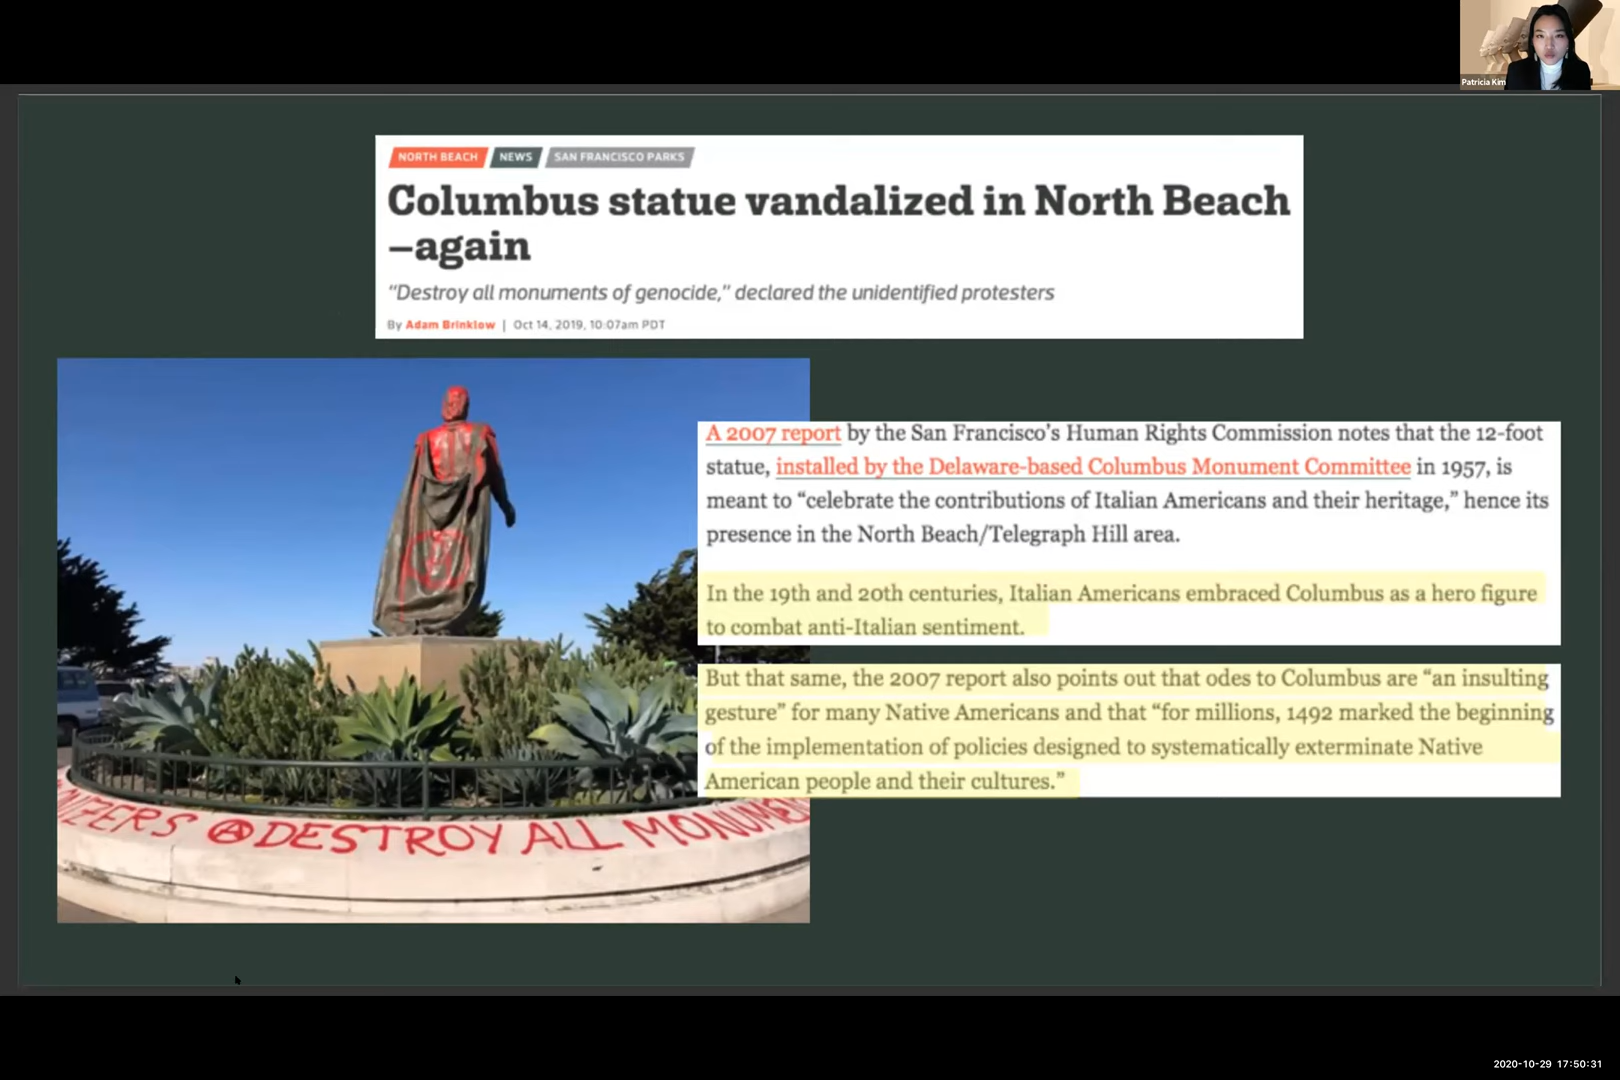 Patricia Kim
NORTH BEACH NEWS SAN FRANCISCO PARKS
Columbus statue vandalized in North Beach
–again
"Destroy all monuments of genocide," declared the unidentified protesters
By Adam Brinklow | Oct 14, 2019, 10:07am PDT
A 2007 report by the San Francisco's Human Rights Commission notes that the 12-foot
statue, installed by the Delaware-based Columbus Monument Committee in 1957, is
meant to “celebrate the contributions of Italian Americans and their heritage,” hence its
presence in the North Beach/Telegraph Hill area.
In the 19th and 20th centuries, Italian Americans embraced Columbus as a hero figure
to combat anti-Italian sentiment.
But that same, the 2007 report also points out that odes to Columbus are “an insulting
gesture” for many Native Americans and that “for millions, 1492 marked the beginning
of the implementation of policies designed to systematically exterminate Native
American people and their cultures.”
NIZERS Ⓐ DESTROY ALL MONUME
2020-10-29 17:50:31